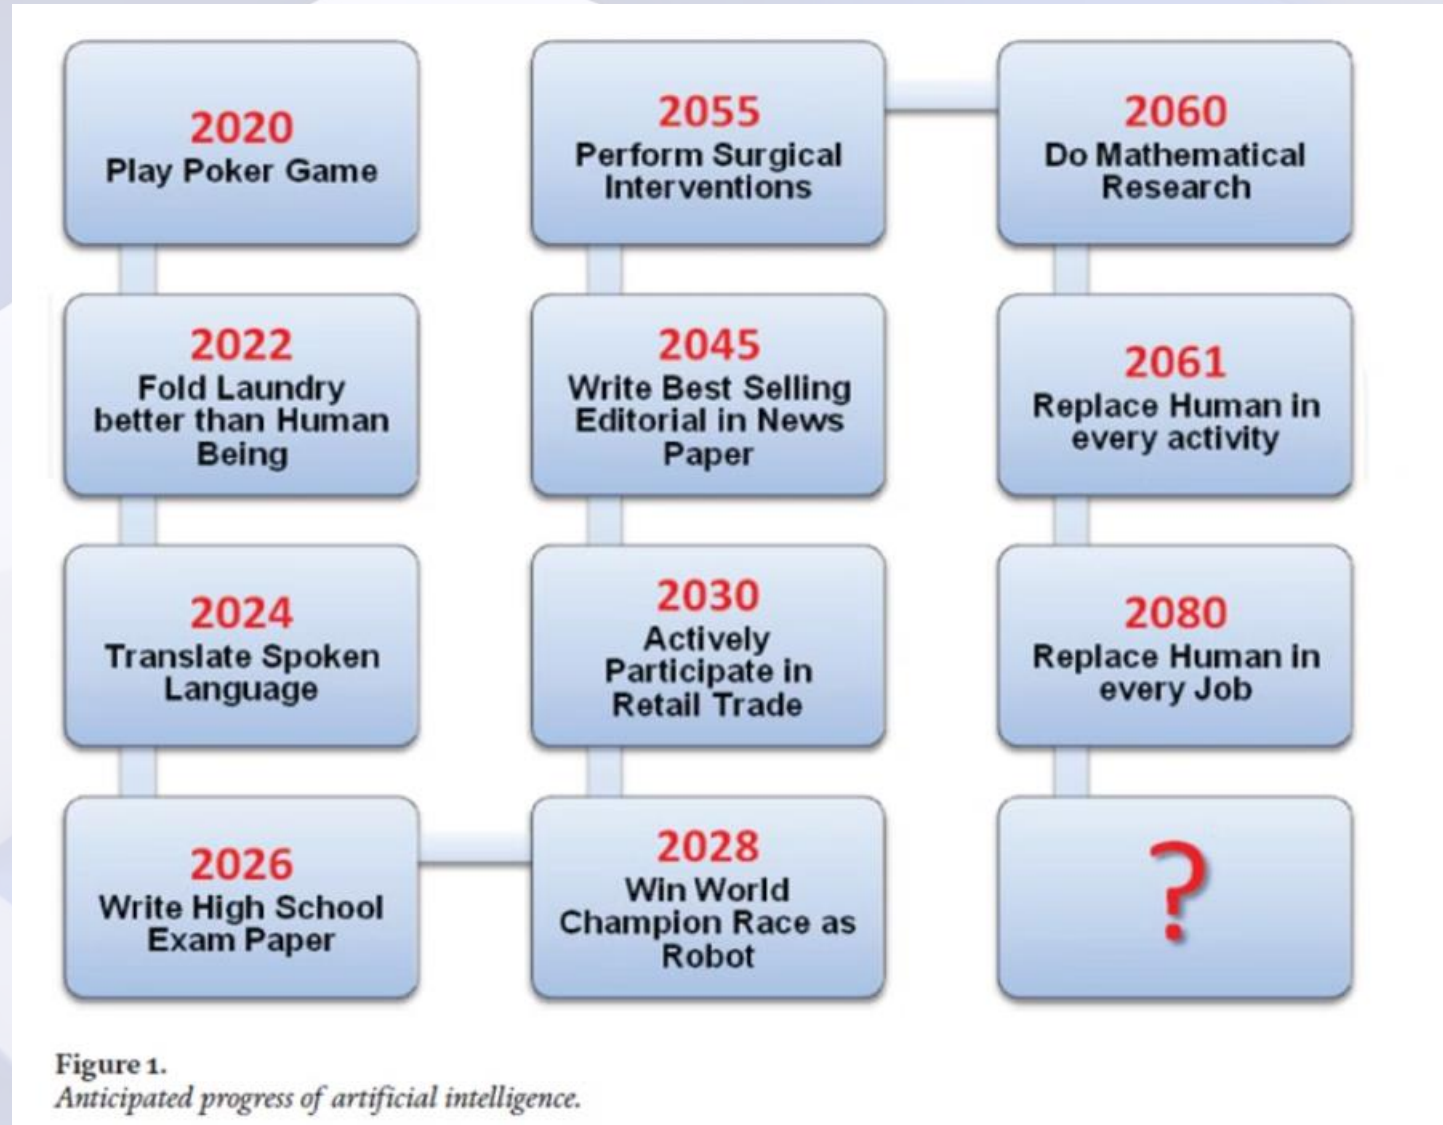 2020
Play Poker Game
2022
Fold Laundry
better than Human
Being
2024
Translate Spoken
Language
2026
Write High School
Exam Paper
2028
Win World
Champion Race as
Robot
2030
Actively
Participate in
Retail Trade
2045
Write Best Selling
Editorial in News
Paper
2055
Perform Surgical
Interventions
2060
Do Mathematical
Research
2061
Replace Human in
every activity
2080
Replace Human in
every Job
?
Figure 1.
Anticipated progress of artificial intelligence.